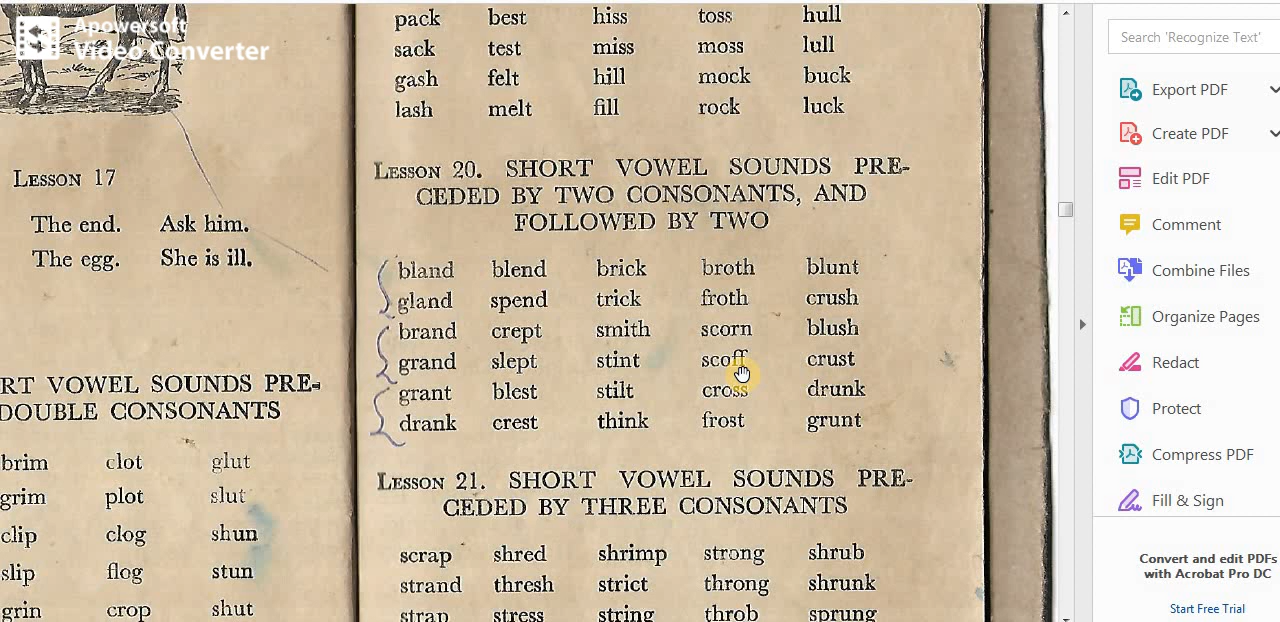 Apowersoft
Video Converter
LESSON 17
The end. Ask him.
The egg. She is ill.
RT VOWEL SOUNDS PRE-
DOUBLE CONSONANTS
brim clot glut
grim plot slut
clip clog shun
slip flog stun
grin crop shut
pack best hiss toss hull
sack test miss moss lull
gash felt hill mock buck
lash melt fill rock luck
LESSON 20. SHORT VOWEL SOUNDS PRE-
CEDED BY TWO CONSONANTS, AND
FOLLOWED BY TWO
bland blend brick broth blunt
gland spend trick froth crush
brand crept smith scorn blush
grand slept stint scoff crust
grant blest stilt cross drunk
drank crest think frost grunt
LESSON 21. SHORT VOWEL SOUNDS PRE-
CEDED BY THREE CONSONANTS
scrap shred shrimp strong shrub
strand thresh strict throng shrunk
strap stress string throb sprung
Search 'Recognize Text'
Export PDF
Create PDF
Edit PDF
Comment
Combine Files
Organize Pages
Redact
Protect
Compress PDF
Fill & Sign
Convert and edit PDFs
with Acrobat Pro DC
Start Free Trial